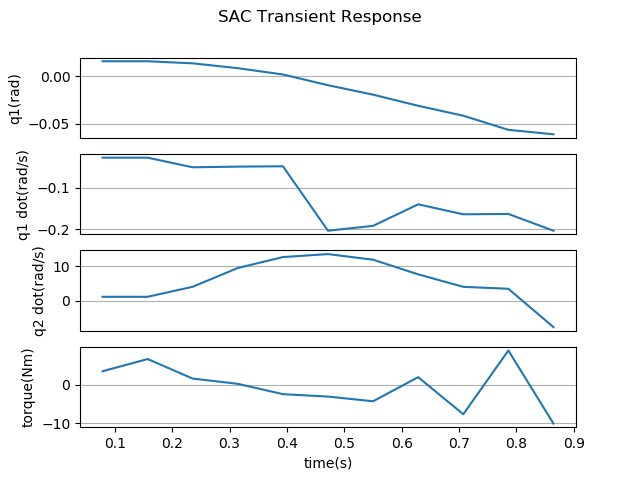 SAC Transient Response
0.00
−0.05
q1(rad)
−0.1
−0.2
q1 dot(rad/s)
10
0
q2 dot(rad/s)
0
−10
torque(Nm)
0.1 0.2 0.3 0.4 0.5 0.6 0.7 0.8 0.9
time(s)